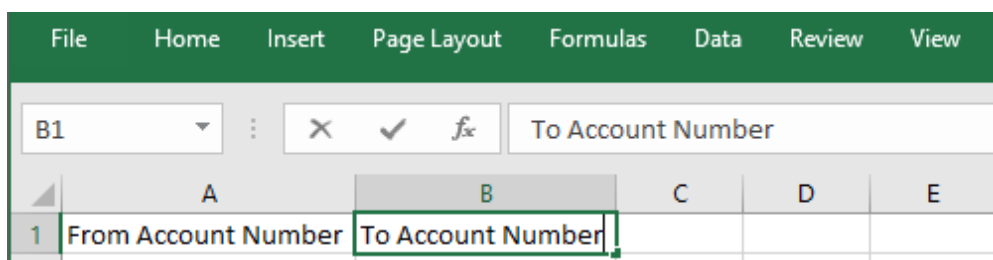 File Home Insert Page Layout Formulas Data Review View
B1 fx To Account Number
A B C D E
1 From Account Number To Account Number